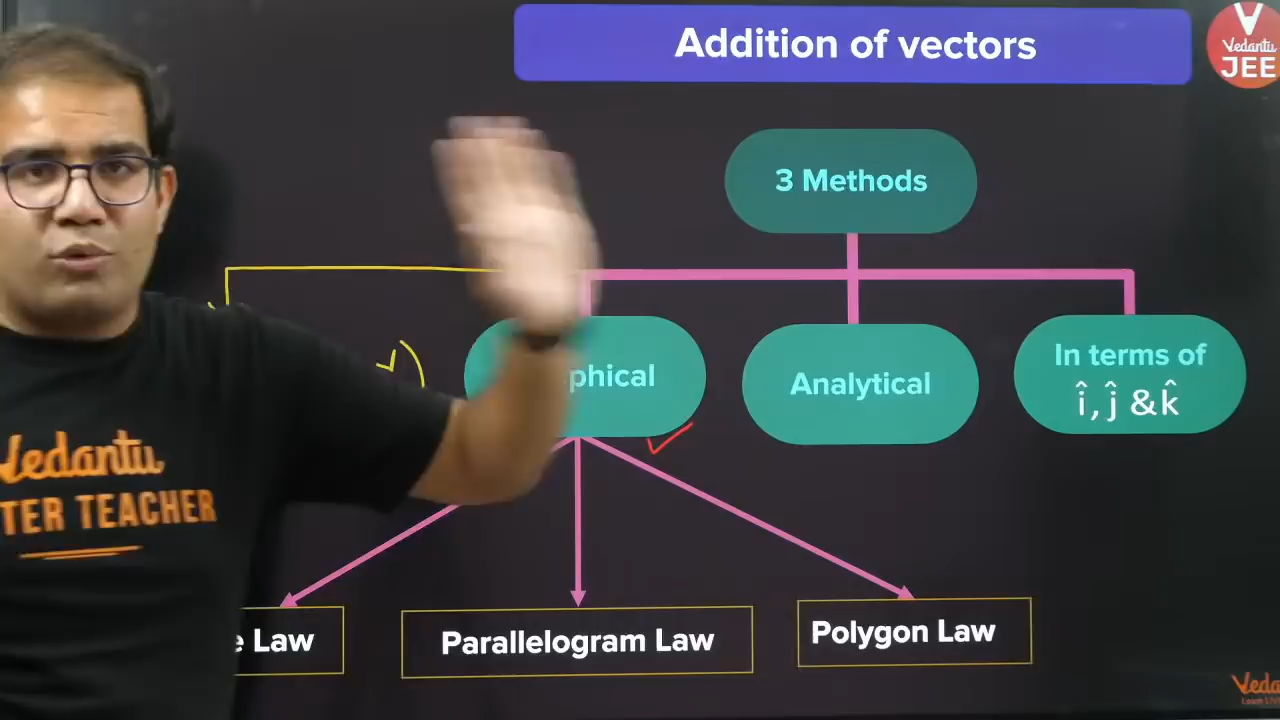 Addition of vectors
Vedantu
JEE
3 Methods
phical
Analytical
In terms of
î, ĵ & k̂
edantu
TER TEACHER
e Law
Parallelogram Law
Polygon Law
Veda